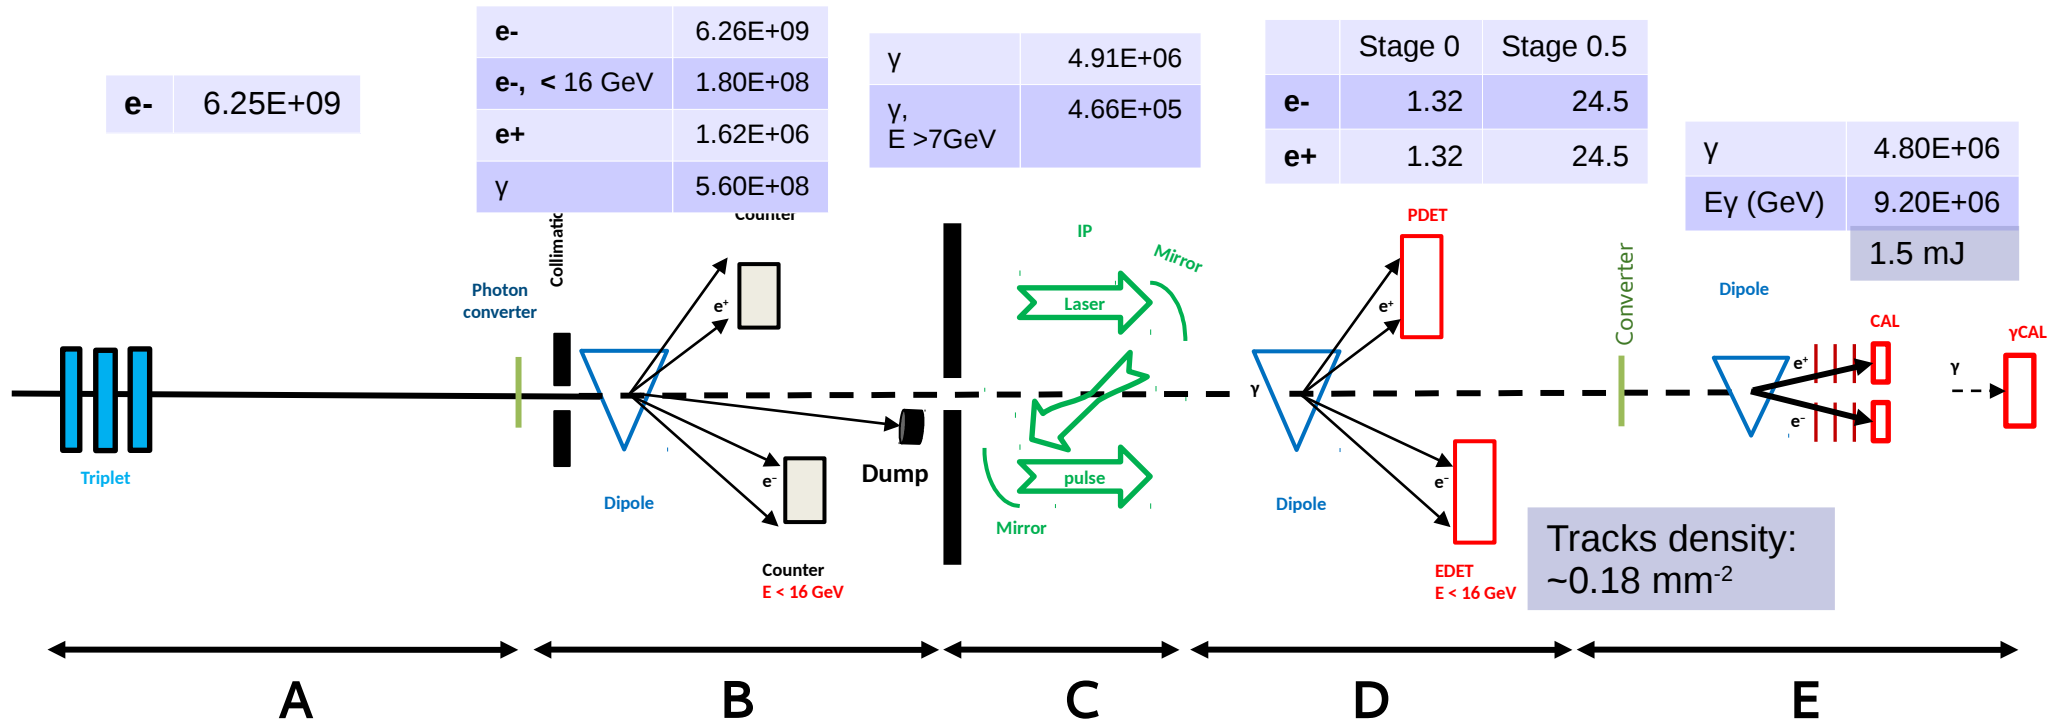 e- 6.25E+09
e- 6.26E+09
e-, < 16 GeV 1.80E+08
e+ 1.62E+06
γ 5.60E+08
γ 4.91E+06
γ, 4.66E+05
E >7GeV
Stage 0 Stage 0.5
e- 1.32 24.5
e+ 1.32 24.5
γ 4.80E+06
Eγ (GeV) 9.20E+06
1.5 mJ
Triplet
Photon
converter
Counter
e⁺
e⁻
Dipole
Counter
E < 16 GeV
Dump
IP
Mirror
Laser
pulse
Mirror
γ
PDET
e⁺
e⁻
Dipole
EDET
E < 16 GeV
Tracks density:
~0.18 mm⁻²
Converter
Dipole
CAL
e⁺
e⁻
γ
γCAL
A B C D E